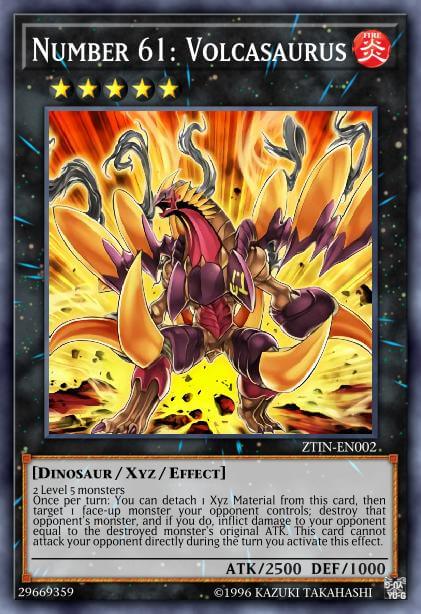 NUMBER 61: VOLCASAURUS
FIRE
炎
61
ZTIN-EN002
[DINOSAUR / XYZ / EFFECT]
2 Level 5 monsters
Once per turn: You can detach 1 Xyz Material from this card, then
target 1 face-up monster your opponent controls; destroy that
opponent's monster, and if you do, inflict damage to your opponent
equal to the destroyed monster's original ATK. This card cannot
attack your opponent directly during the turn you activate this effect.
ATK/2500 DEF/1000
29669359
©1996 KAZUKI TAKAHASHI